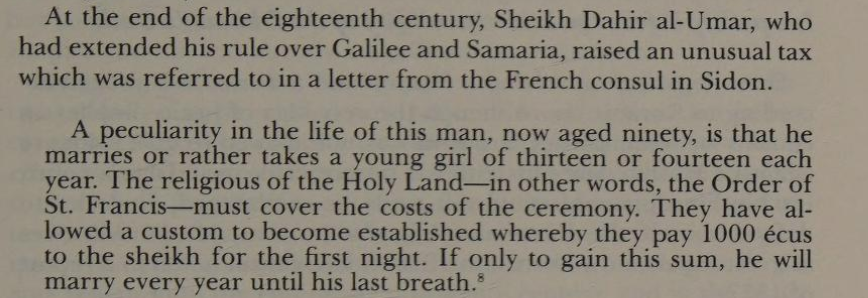 At the end of the eighteenth century, Sheikh Dahir al-Umar, who
had extended his rule over Galilee and Samaria, raised an unusual tax
which was referred to in a letter from the French consul in Sidon.
A peculiarity in the life of this man, now aged ninety, is that he
marries or rather takes a young girl of thirteen or fourteen each
year. The religious of the Holy Land—in other words, the Order of
St. Francis—must cover the costs of the ceremony. They have al-
lowed a custom to become established whereby they pay 1000 écus
to the sheikh for the first night. If only to gain this sum, he will
marry every year until his last breath.⁸